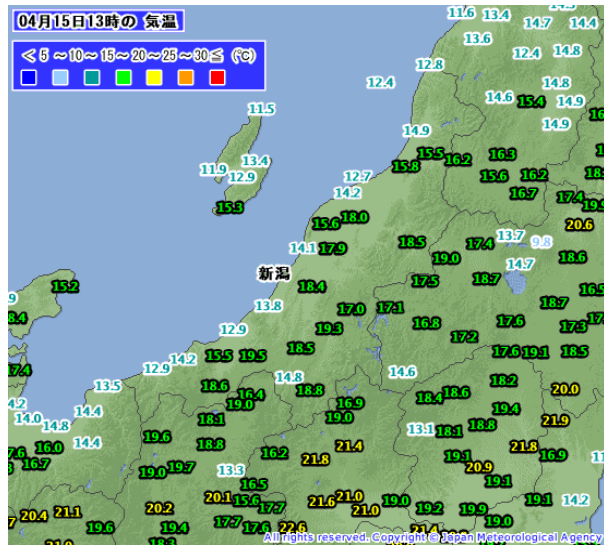 04月15日13時の 気温
< 5 ～10～15～20～25～30≦ (℃)
11.6 13.4 14.7 14.4
13.6 12.4 14.8
12.8
12.4 14.8
14.6 15.4 14.9
11.5
14.9 14.9
15.5 16.2 16.3
11.9 13.4 15.8
12.9 12.7 15.6 16.2
14.2 16.7 17.4
15.3
15.6 18.0 20.6
14.1 17.9 18.5 17.4 13.7 9.8
新潟 19.0 14.7 18.6
15.2 18.4 17.5 18.7 16.5
13.8 17.0 17.1 18.7
19.3 16.8 17.6 17.3
12.9 17.2
14.2 15.5 19.5 18.5 17.6 19.1 18.5
12.9 14.6
13.5 18.6 16.4 14.8 18.8 18.4 18.6 18.2 20.0
14.4 19.0 16.9 19.4
14.0 14.8 18.1 19.0 13.1 18.1 18.8 21.9
16.0 14.4 19.6 18.8 16.2 21.4 21.8
16.7 19.0 19.7 13.3 21.8 19.1 20.9 16.9
16.5 19.1
20.1 15.6 17.7 21.6 21.0 19.0 19.1 14.2
20.4 21.1 20.2 21.0 19.2 19.9
19.6 19.4 17.7 17.6 22.6 19.0
18.3 21.4
All rights reserved. Copyright © Japan Meteorological Agency